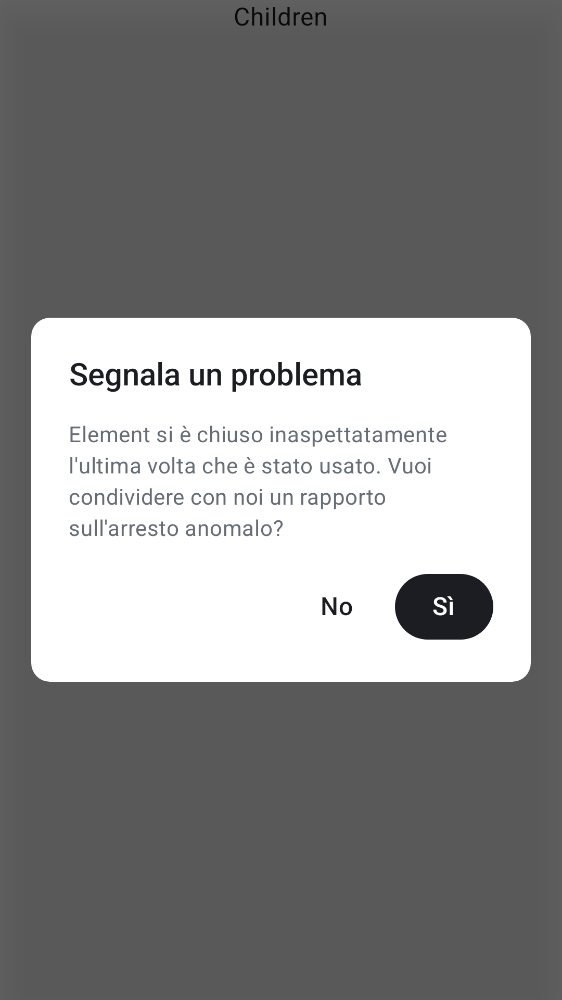 Children
Segnala un problema
Element si è chiuso inaspettatamente
l'ultima volta che è stato usato. Vuoi
condividere con noi un rapporto
sull'arresto anomalo?
No
Sì